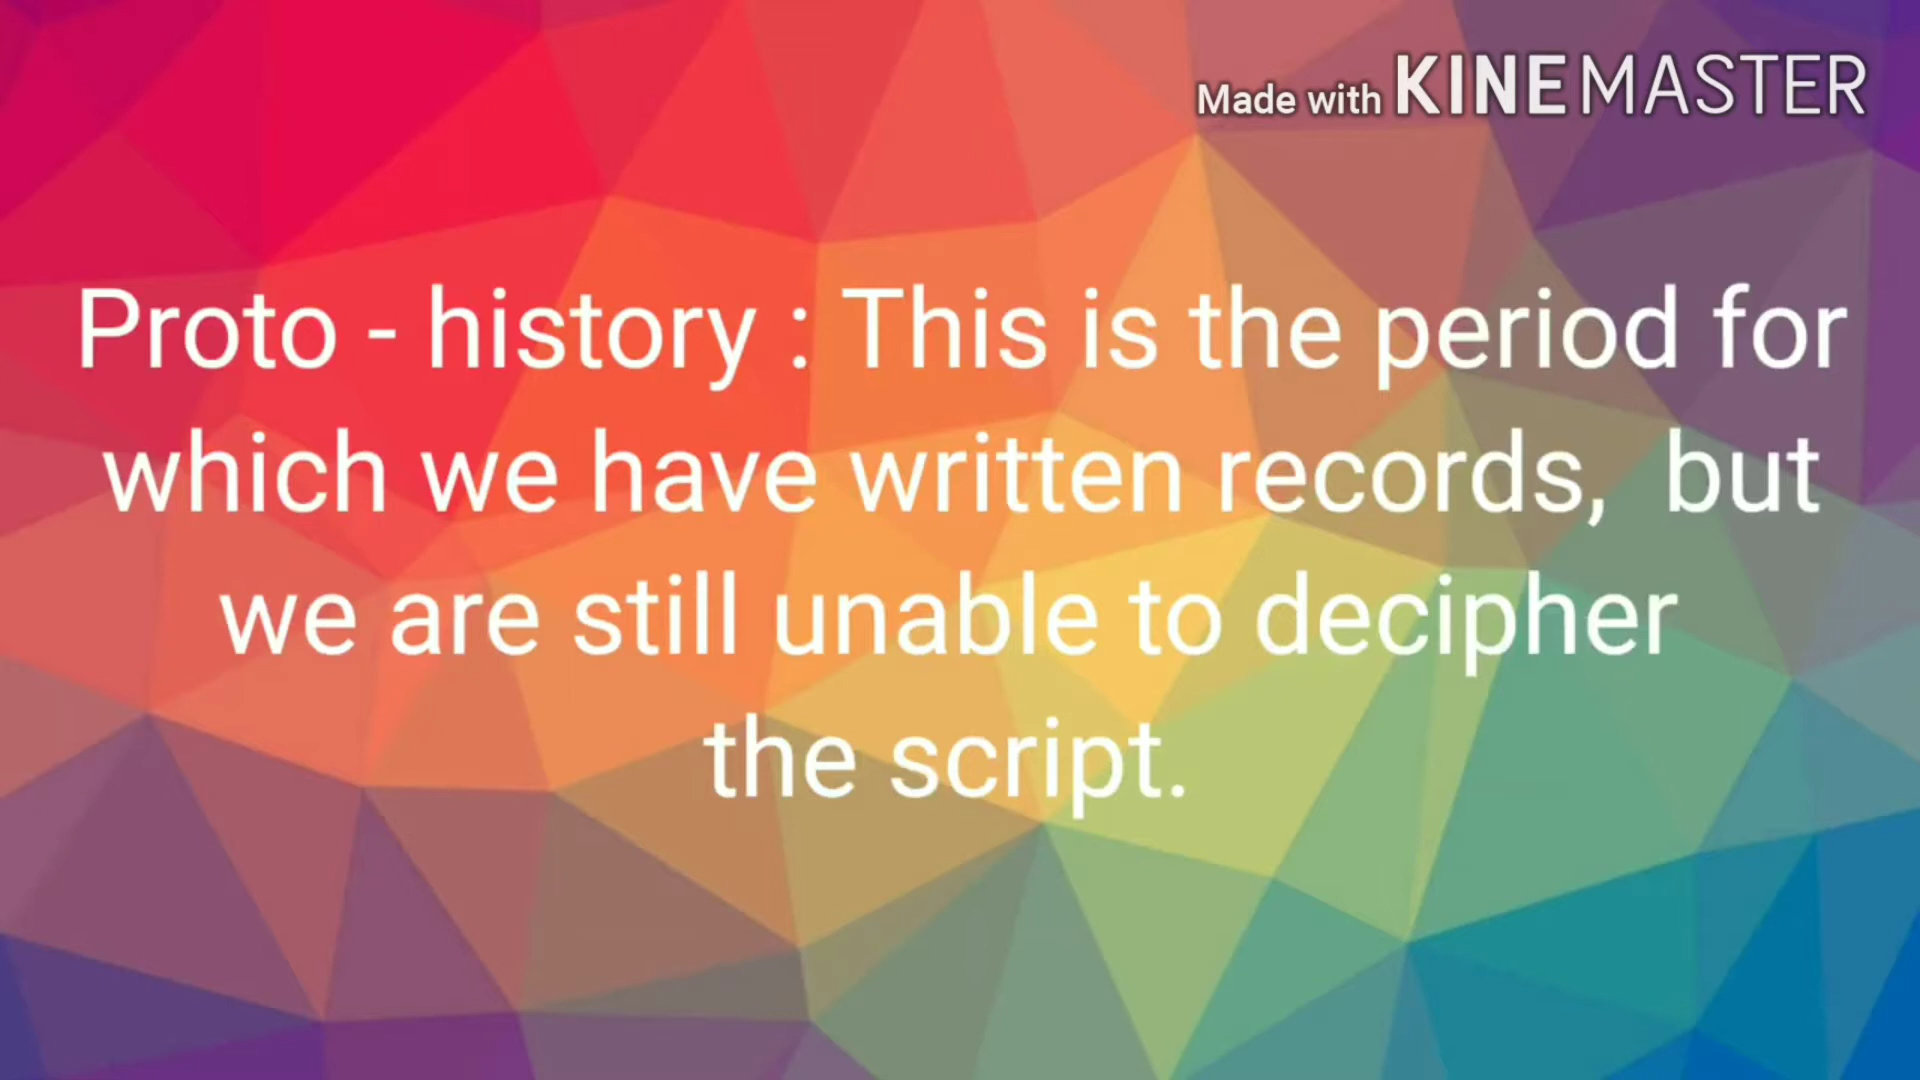 Made with KINEMASTER
Proto - history : This is the period for
which we have written records,  but
we are still unable to decipher
the script.